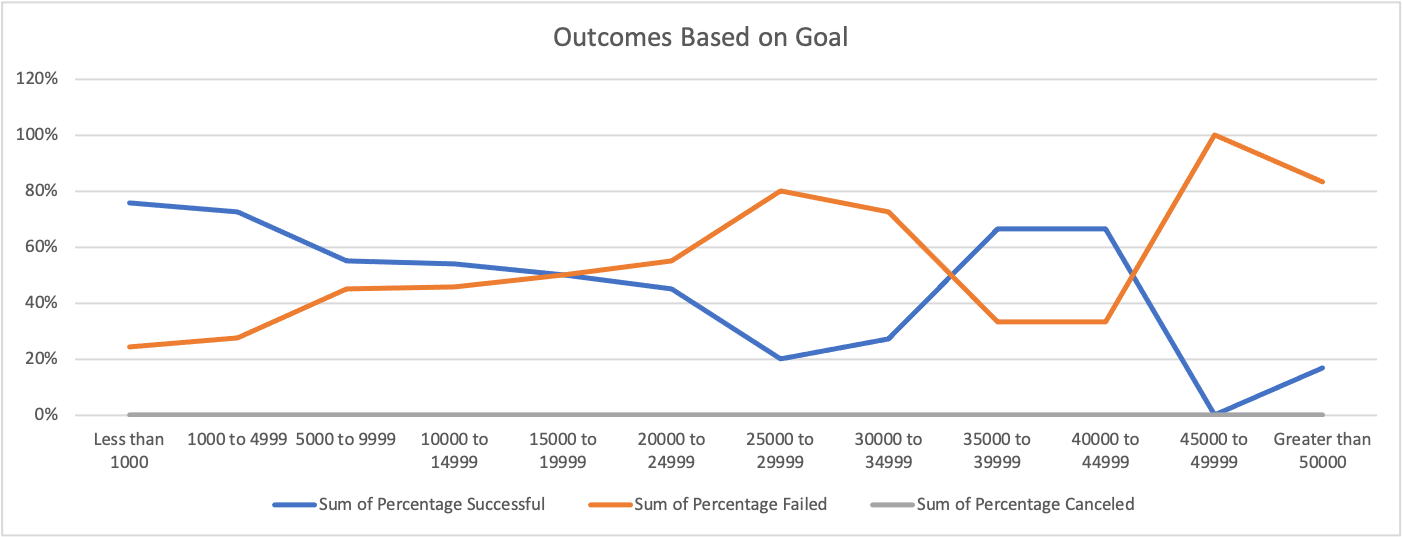 Outcomes Based on Goal
120%
100%
80%
60%
40%
20%
0%
Less than 1000 to 4999 5000 to 9999 10000 to 15000 to 20000 to 25000 to 30000 to 35000 to 40000 to 45000 to Greater than
1000 14999 19999 24999 29999 34999 39999 44999 49999 50000
Sum of Percentage Successful Sum of Percentage Failed Sum of Percentage Canceled